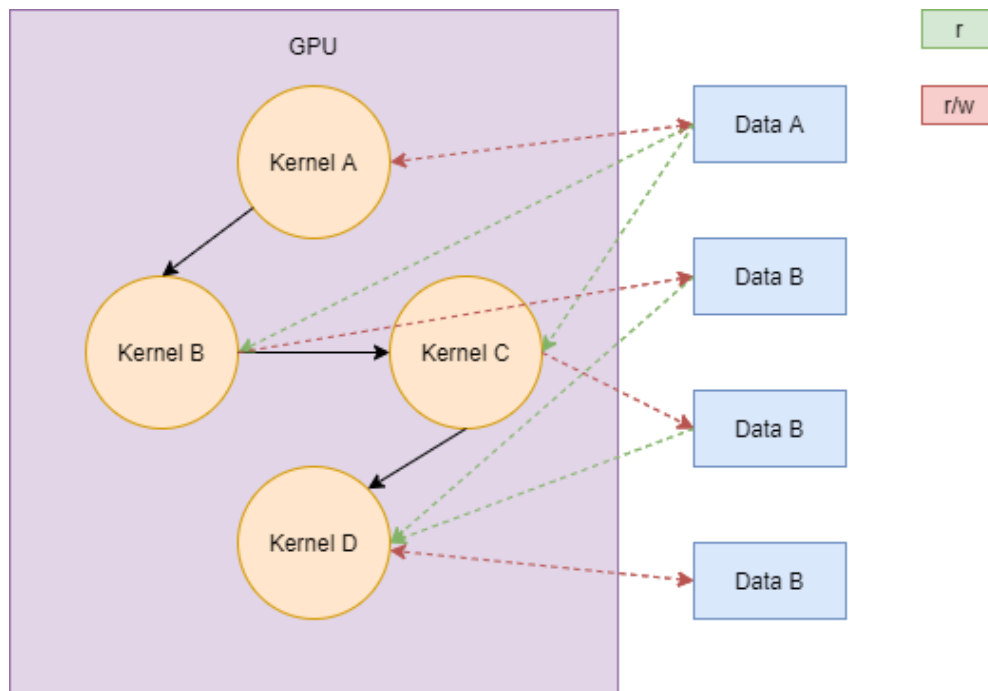 GPU
r
Kernel A
Data A
r/w
Data B
Kernel B
Kernel C
Data B
Kernel D
Data B